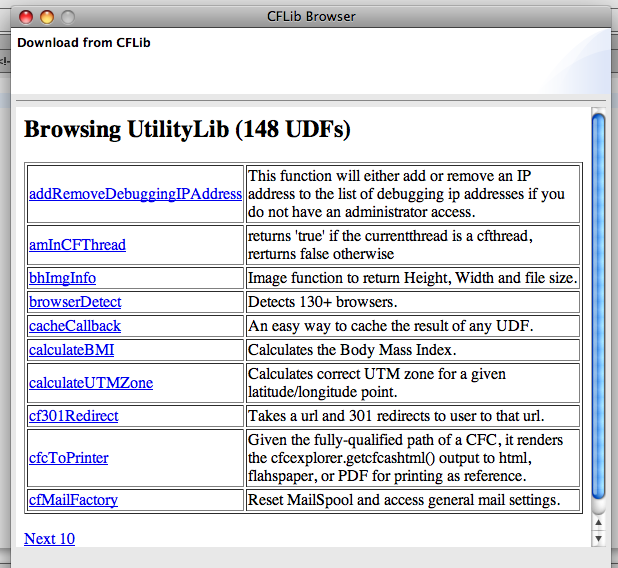 CFLib Browser
Download from CFLib
<!-
Browsing UtilityLib (148 UDFs)
addRemoveDebuggingIPAddress
This function will either add or remove an IP
address to the list of debugging ip addresses if you
do not have an administrator access.
amInCFThread
returns 'true' if the currentthread is a cfthread,
rerturns false otherwise
bhImgInfo
Image function to return Height, Width and file size.
browserDetect
Detects 130+ browsers.
cacheCallback
An easy way to cache the result of any UDF.
calculateBMI
Calculates the Body Mass Index.
calculateUTMZone
Calculates correct UTM zone for a given
latitude/longitude point.
cf301Redirect
Takes a url and 301 redirects to user to that url.
cfcToPrinter
Given the fully-qualified path of a CFC, it renders
the cfcexplorer.getcfcashtml() output to html,
flahspaper, or PDF for printing as reference.
cfMailFactory
Reset MailSpool and access general mail settings.
Next 10